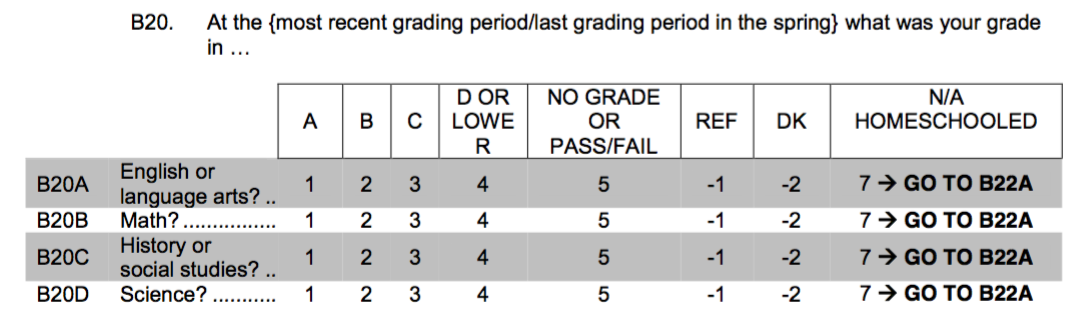 B20. At the {most recent grading period/last grading period in the spring} what was your grade
in …
A B C D OR LOWE R NO GRADE OR PASS/FAIL REF DK N/A HOMESCHOOLED
B20A English or language arts? .. 1 2 3 4 5 -1 -2 7 → GO TO B22A
B20B Math? ................ 1 2 3 4 5 -1 -2 7 → GO TO B22A
B20C History or social studies? .. 1 2 3 4 5 -1 -2 7 → GO TO B22A
B20D Science? ........... 1 2 3 4 5 -1 -2 7 → GO TO B22A